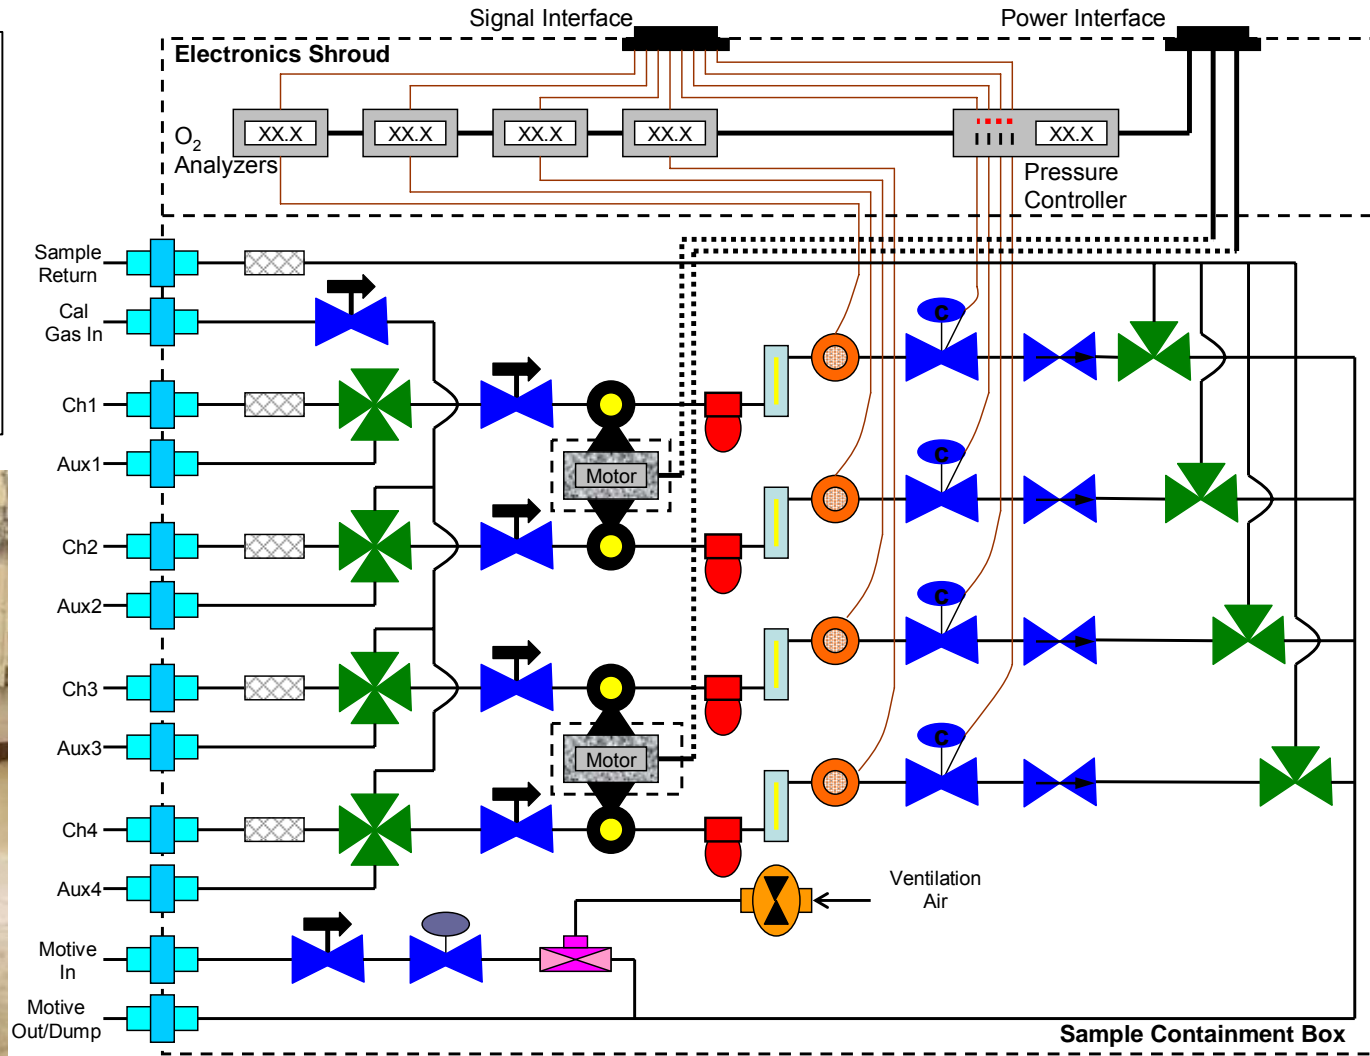 Signal Interface
Power Interface
Electronics Shroud
O2
Analyzers
XX.X
XX.X
XX.X
XX.X
XX.X
Pressure
Controller
Sample
Return
Cal
Gas In
C
Ch1
Aux1
Motor
C
Ch2
Aux2
C
Ch3
Aux3
Motor
C
Ch4
Aux4
Ventilation
Air
Motive
In
Motive
Out/Dump
Sample Containment Box